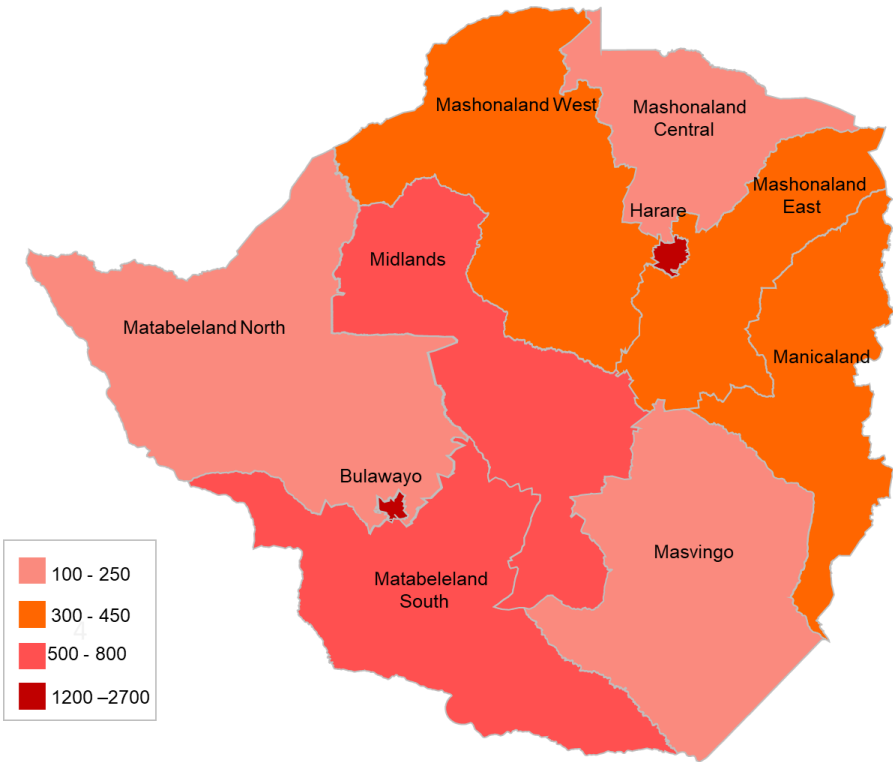 Mashonaland West
Mashonaland
Central
Mashonaland
East
Harare
Midlands
Matabeleland North
Manicaland
Bulawayo
Masvingo
Matabeleland
South
100 - 250
300 - 450
4
500 - 800
1200 –2700